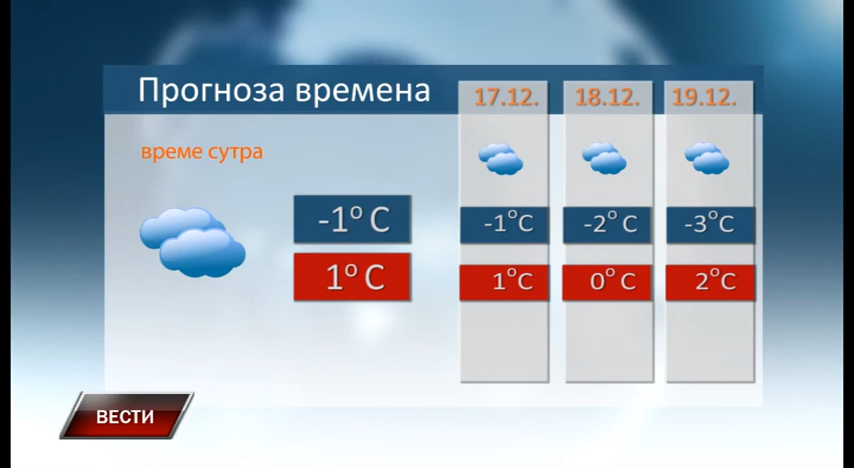 Прогноза времена
17.12.
18.12.
19.12.
време сутра
-1°C
1°C
-1°C
-2°C
-3°C
1°C
0°C
2°C
ВЕСТИ